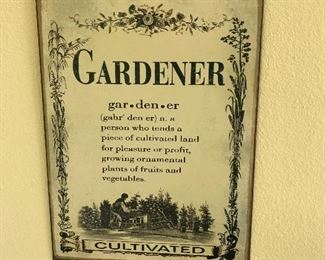 GARDENER
gar•den•er
(gahr' den er) n. a
person who tends a
piece of cultivated land
for pleasure or profit,
growing ornamental
plants of fruits and
vegetables.
CULTIVATED